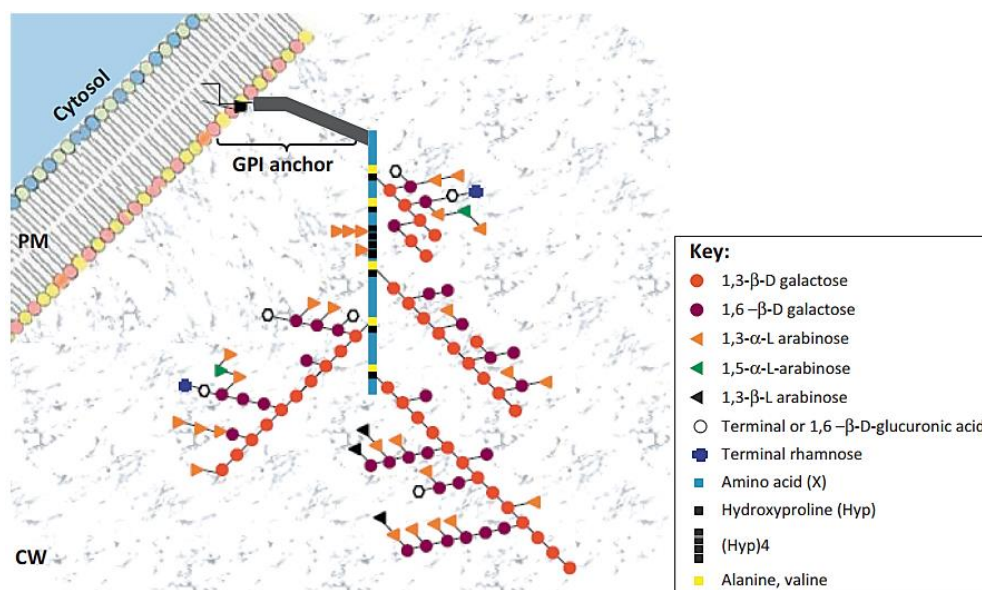 Cytosol
GPI anchor
PM
CW
Key:
1,3-β-D galactose
1,6 –β-D galactose
1,3-α-L arabinose
1,5-α-L-arabinose
1,3-β-L arabinose
Terminal or 1,6 –β-D-glucuronic acid
Terminal rhamnose
Amino acid (X)
Hydroxyproline (Hyp)
(Hyp)4
Alanine, valine